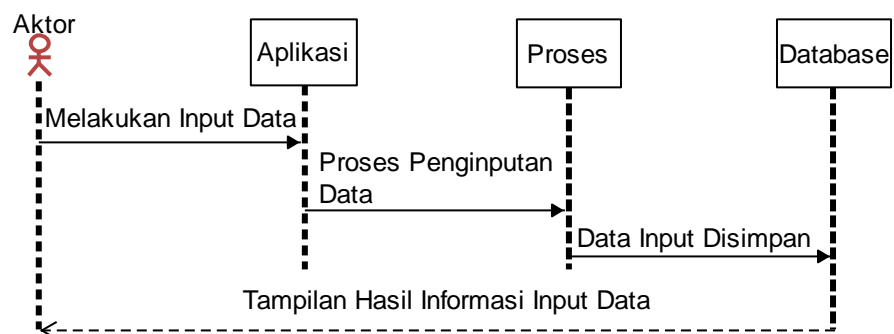 Aktor
Aplikasi
Proses
Database
Melakukan Input Data
Proses Penginputan
Data
Data Input Disimpan
Tampilan Hasil Informasi Input Data